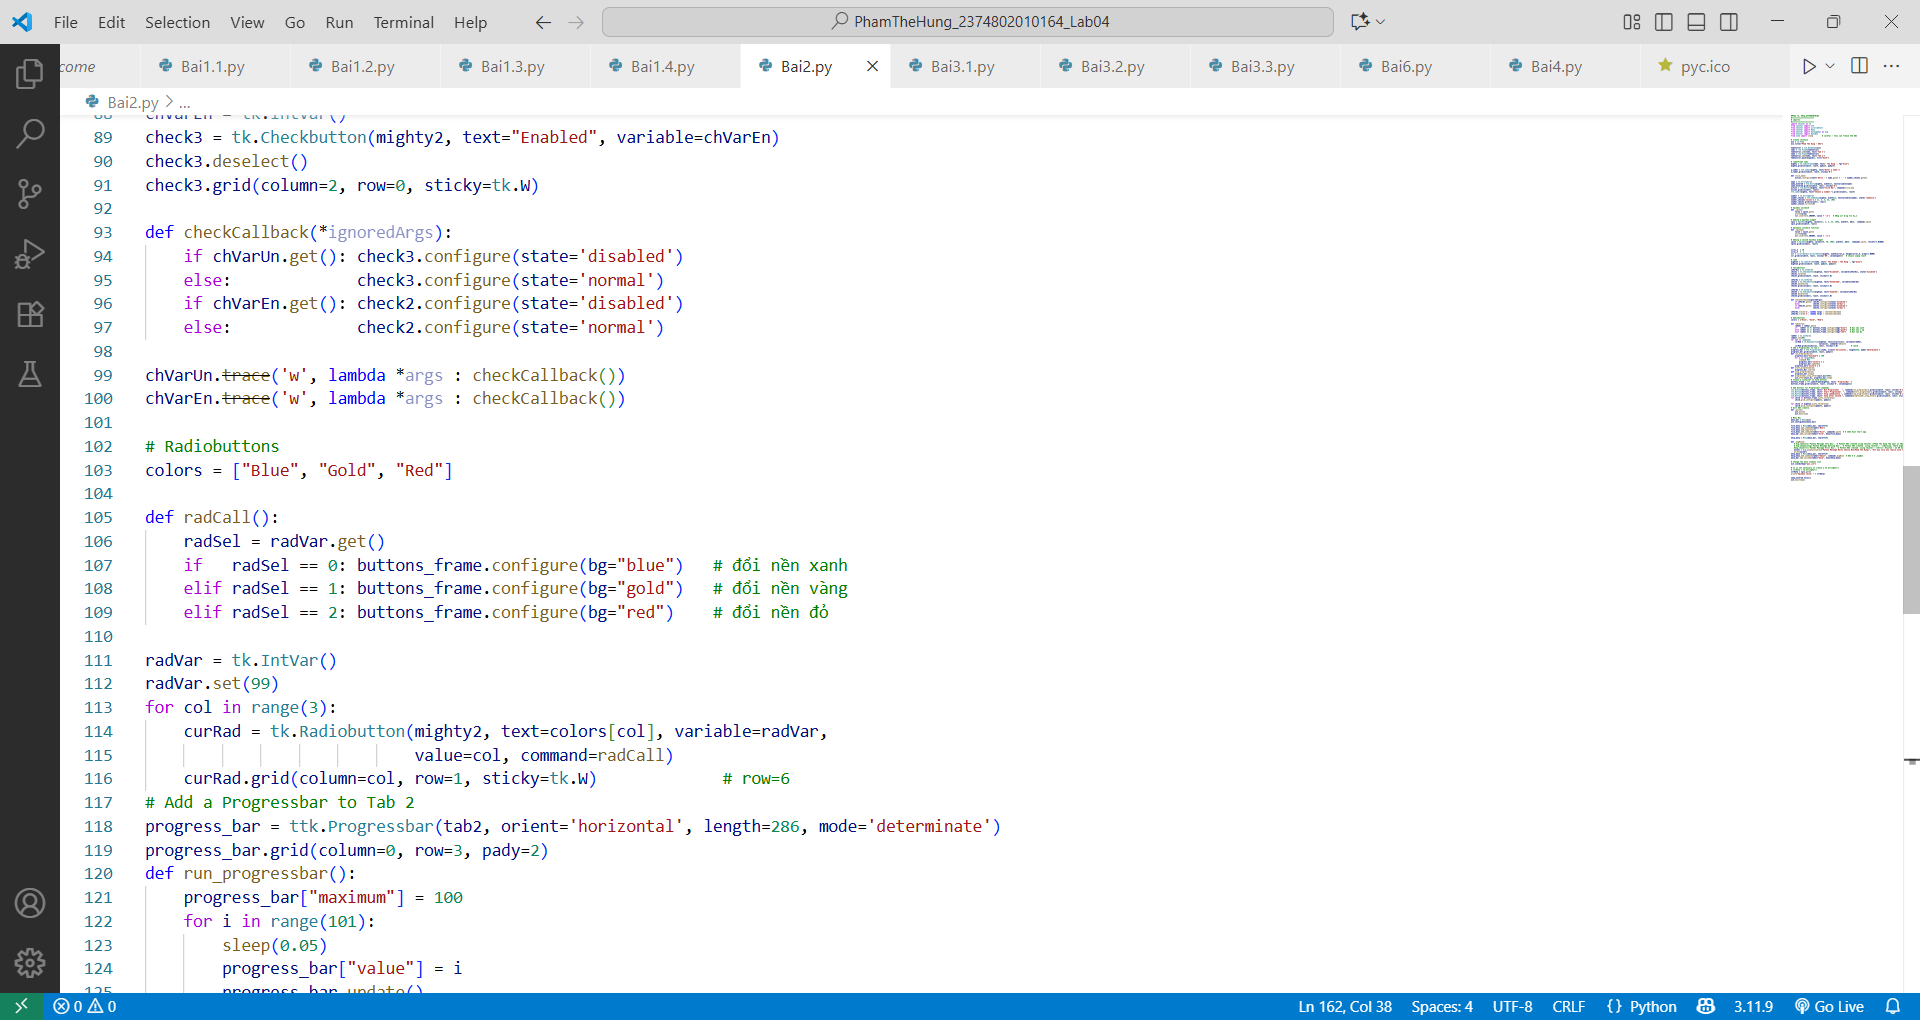 File Edit Selection View Go Run Terminal Help
PhamTheHung_2374802010164_Lab04
come Bai1.1.py Bai1.2.py Bai1.3.py Bai1.4.py Bai2.py Bai3.1.py Bai3.2.py Bai3.3.py Bai6.py Bai4.py pyc.ico
Bai2.py > ...
88 chVarEn = tk.IntVar()
89 check3 = tk.Checkbutton(mighty2, text="Enabled", variable=chVarEn)
90 check3.deselect()
91 check3.grid(column=2, row=0, sticky=tk.W)
92
93 def checkCallback(*ignoredArgs):
94     if chVarUn.get(): check3.configure(state='disabled')
95     else:             check3.configure(state='normal')
96     if chVarEn.get(): check2.configure(state='disabled')
97     else:             check2.configure(state='normal')
98
99 chVarUn.trace('w', lambda *args : checkCallback())
100 chVarEn.trace('w', lambda *args : checkCallback())
101
102 # Radiobuttons
103 colors = ["Blue", "Gold", "Red"]
104
105 def radCall():
106     radSel = radVar.get()
107     if   radSel == 0: buttons_frame.configure(bg="blue")   # đổi nền xanh
108     elif radSel == 1: buttons_frame.configure(bg="gold")   # đổi nền vàng
109     elif radSel == 2: buttons_frame.configure(bg="red")    # đổi nền đỏ
110
111 radVar = tk.IntVar()
112 radVar.set(99)
113 for col in range(3):
114     curRad = tk.Radiobutton(mighty2, text=colors[col], variable=radVar,
115                             value=col, command=radCall)
116     curRad.grid(column=col, row=1, sticky=tk.W)             # row=6
117 # Add a Progressbar to Tab 2
118 progress_bar = ttk.Progressbar(tab2, orient='horizontal', length=286, mode='determinate')
119 progress_bar.grid(column=0, row=3, pady=2)
120 def run_progressbar():
121     progress_bar["maximum"] = 100
122     for i in range(101):
123         sleep(0.05)
124         progress_bar["value"] = i
125         progress_bar.update()
0 0 Ln 162, Col 38 Spaces: 4 UTF-8 CRLF {} Python 3.11.9 Go Live